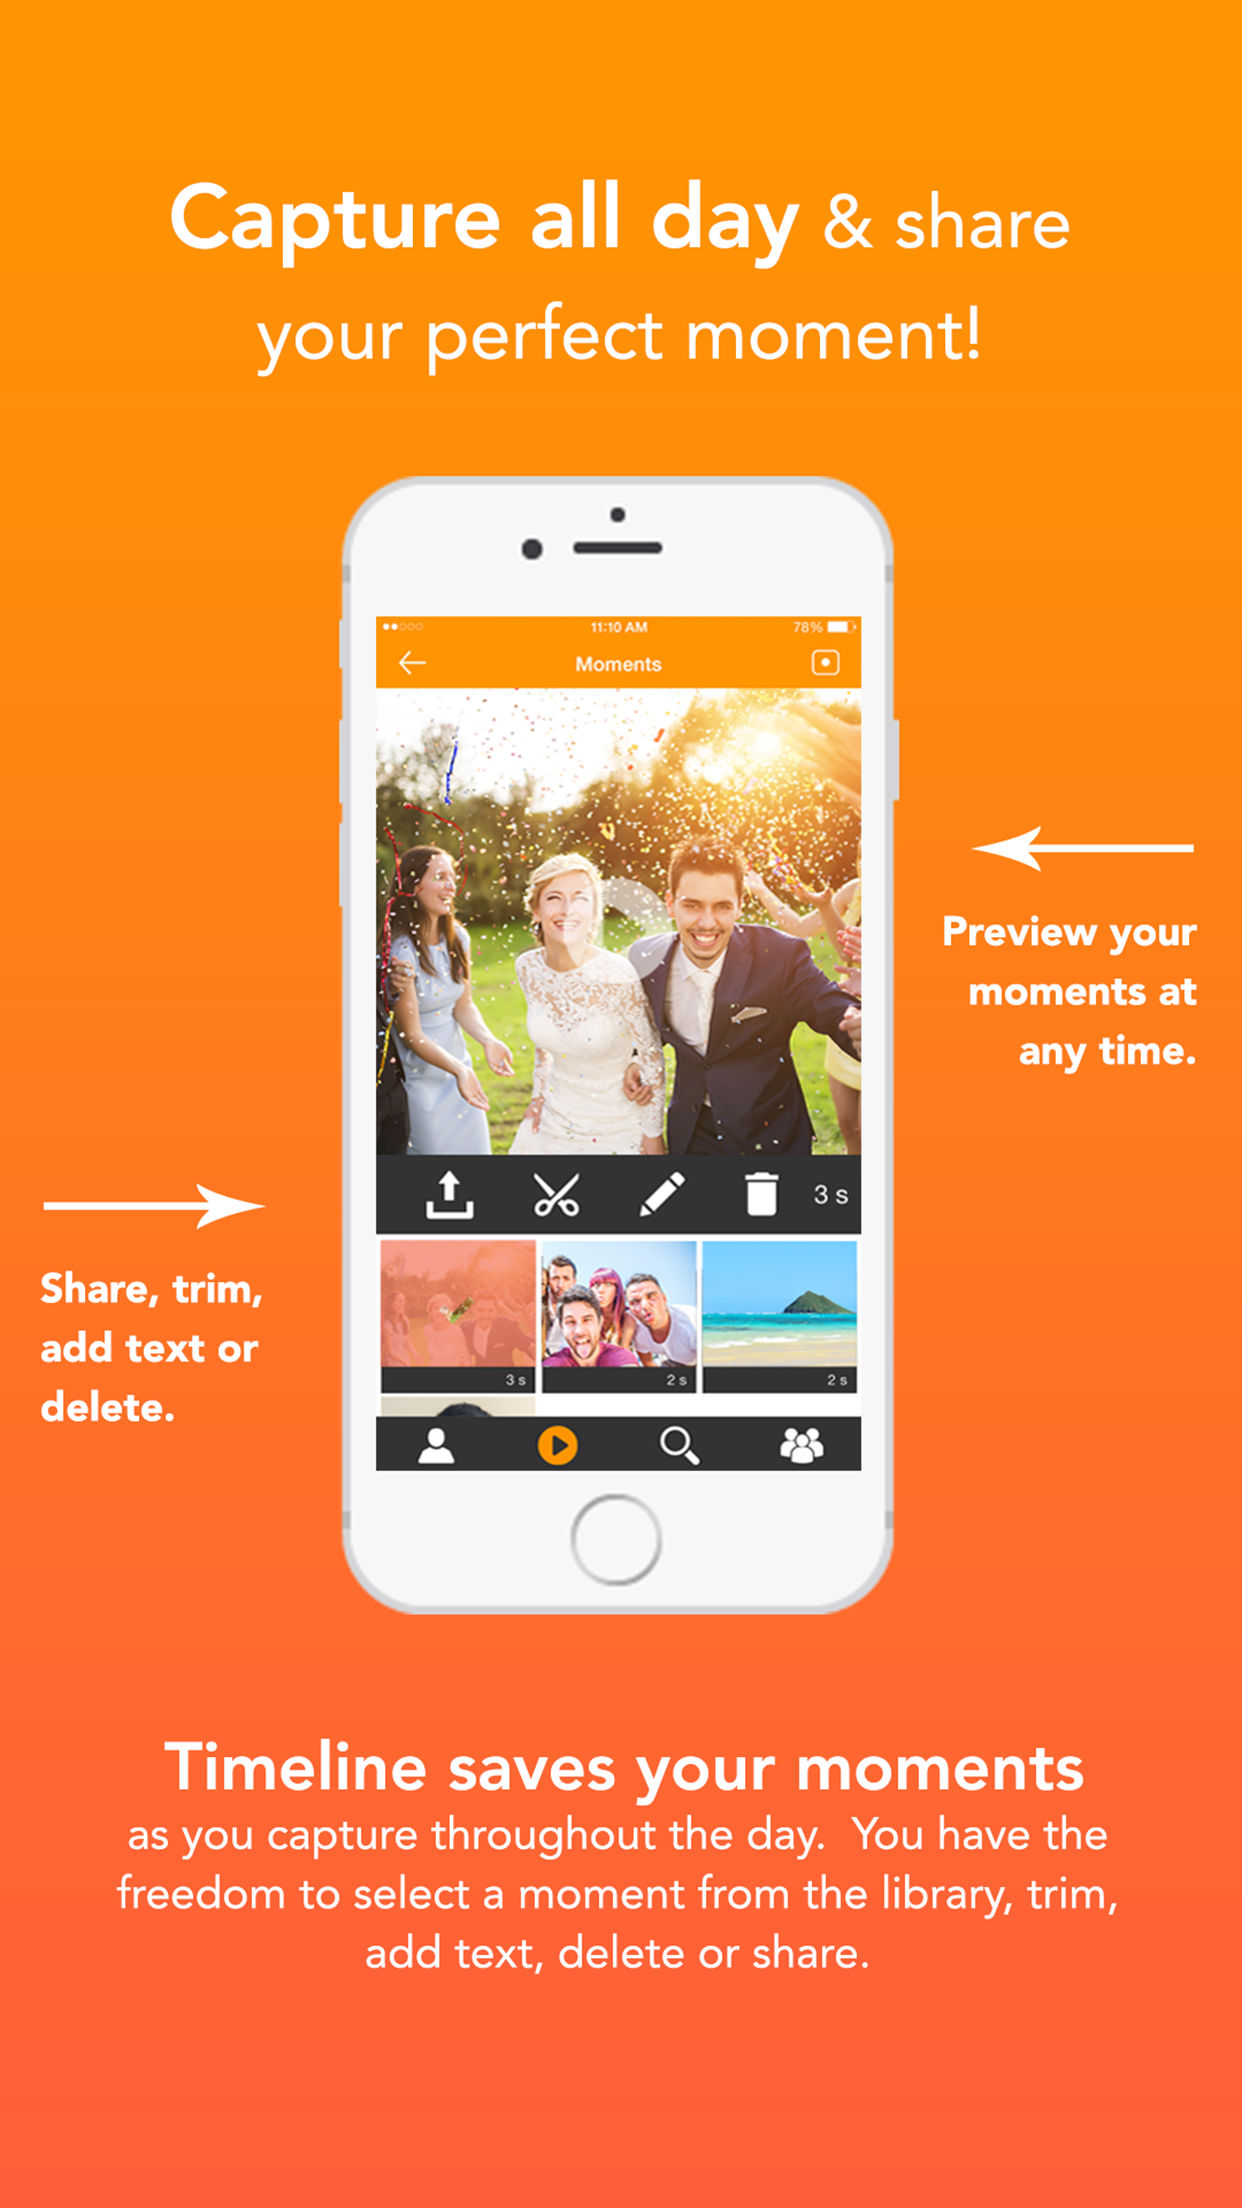 Capture all day & share
your perfect moment!
11:10 AM
78%
Moments
Preview your
moments at
any time.
3 s
Share, trim,
add text or
delete.
3 s
2 s
2 s
Timeline saves your moments
as you capture throughout the day. You have the
freedom to select a moment from the library, trim,
add text, delete or share.